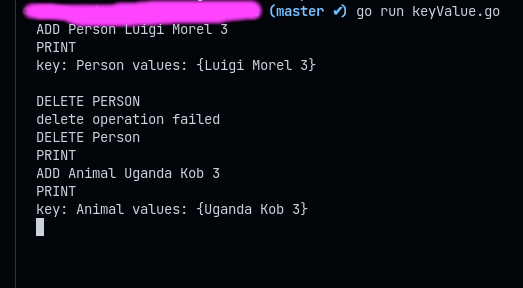 (master ✔) go run keyValue.go
ADD Person Luigi Morel 3
PRINT
key: Person values: {Luigi Morel 3}
DELETE PERSON
delete operation failed
DELETE Person
PRINT
ADD Animal Uganda Kob 3
PRINT
key: Animal values: {Uganda Kob 3}